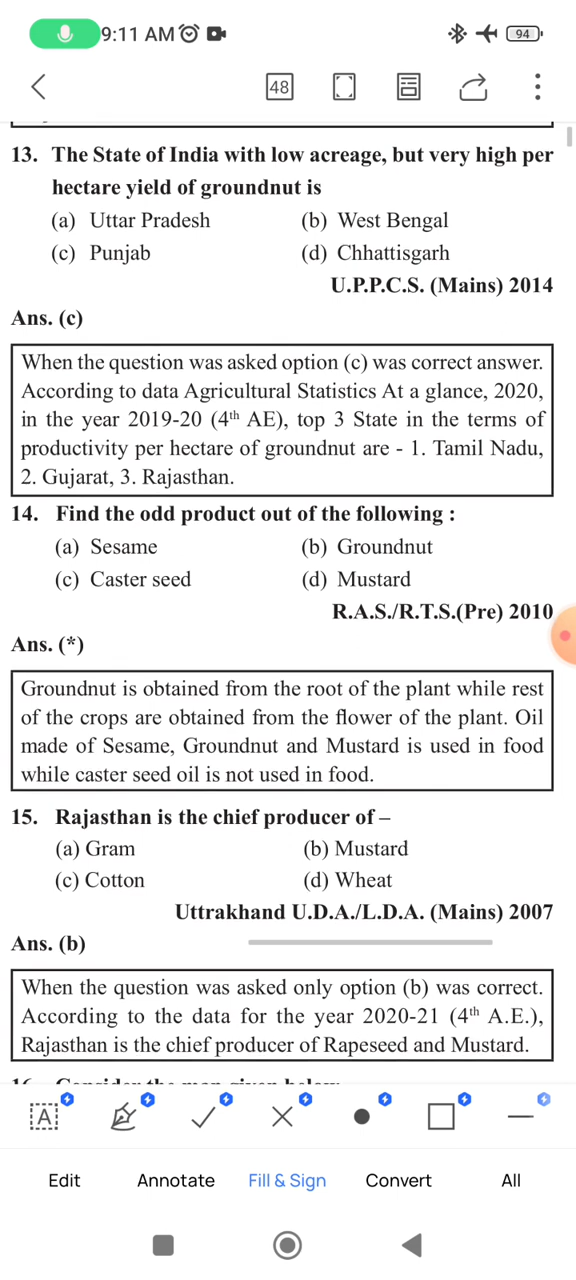 9:11 AM
94
48
13. The State of India with low acreage, but very high per
hectare yield of groundnut is
(a) Uttar Pradesh (b) West Bengal
(c) Punjab (d) Chhattisgarh
U.P.P.C.S. (Mains) 2014
Ans. (c)
When the question was asked option (c) was correct answer.
According to data Agricultural Statistics At a glance, 2020,
in the year 2019-20 (4th AE), top 3 State in the terms of
productivity per hectare of groundnut are - 1. Tamil Nadu,
2. Gujarat, 3. Rajasthan.
14. Find the odd product out of the following :
(a) Sesame (b) Groundnut
(c) Caster seed (d) Mustard
R.A.S./R.T.S.(Pre) 2010
Ans. (*)
Groundnut is obtained from the root of the plant while rest
of the crops are obtained from the flower of the plant. Oil
made of Sesame, Groundnut and Mustard is used in food
while caster seed oil is not used in food.
15. Rajasthan is the chief producer of –
(a) Gram (b) Mustard
(c) Cotton (d) Wheat
Uttrakhand U.D.A./L.D.A. (Mains) 2007
Ans. (b)
When the question was asked only option (b) was correct.
According to the data for the year 2020-21 (4th A.E.),
Rajasthan is the chief producer of Rapeseed and Mustard.
A
Edit Annotate Fill & Sign Convert All